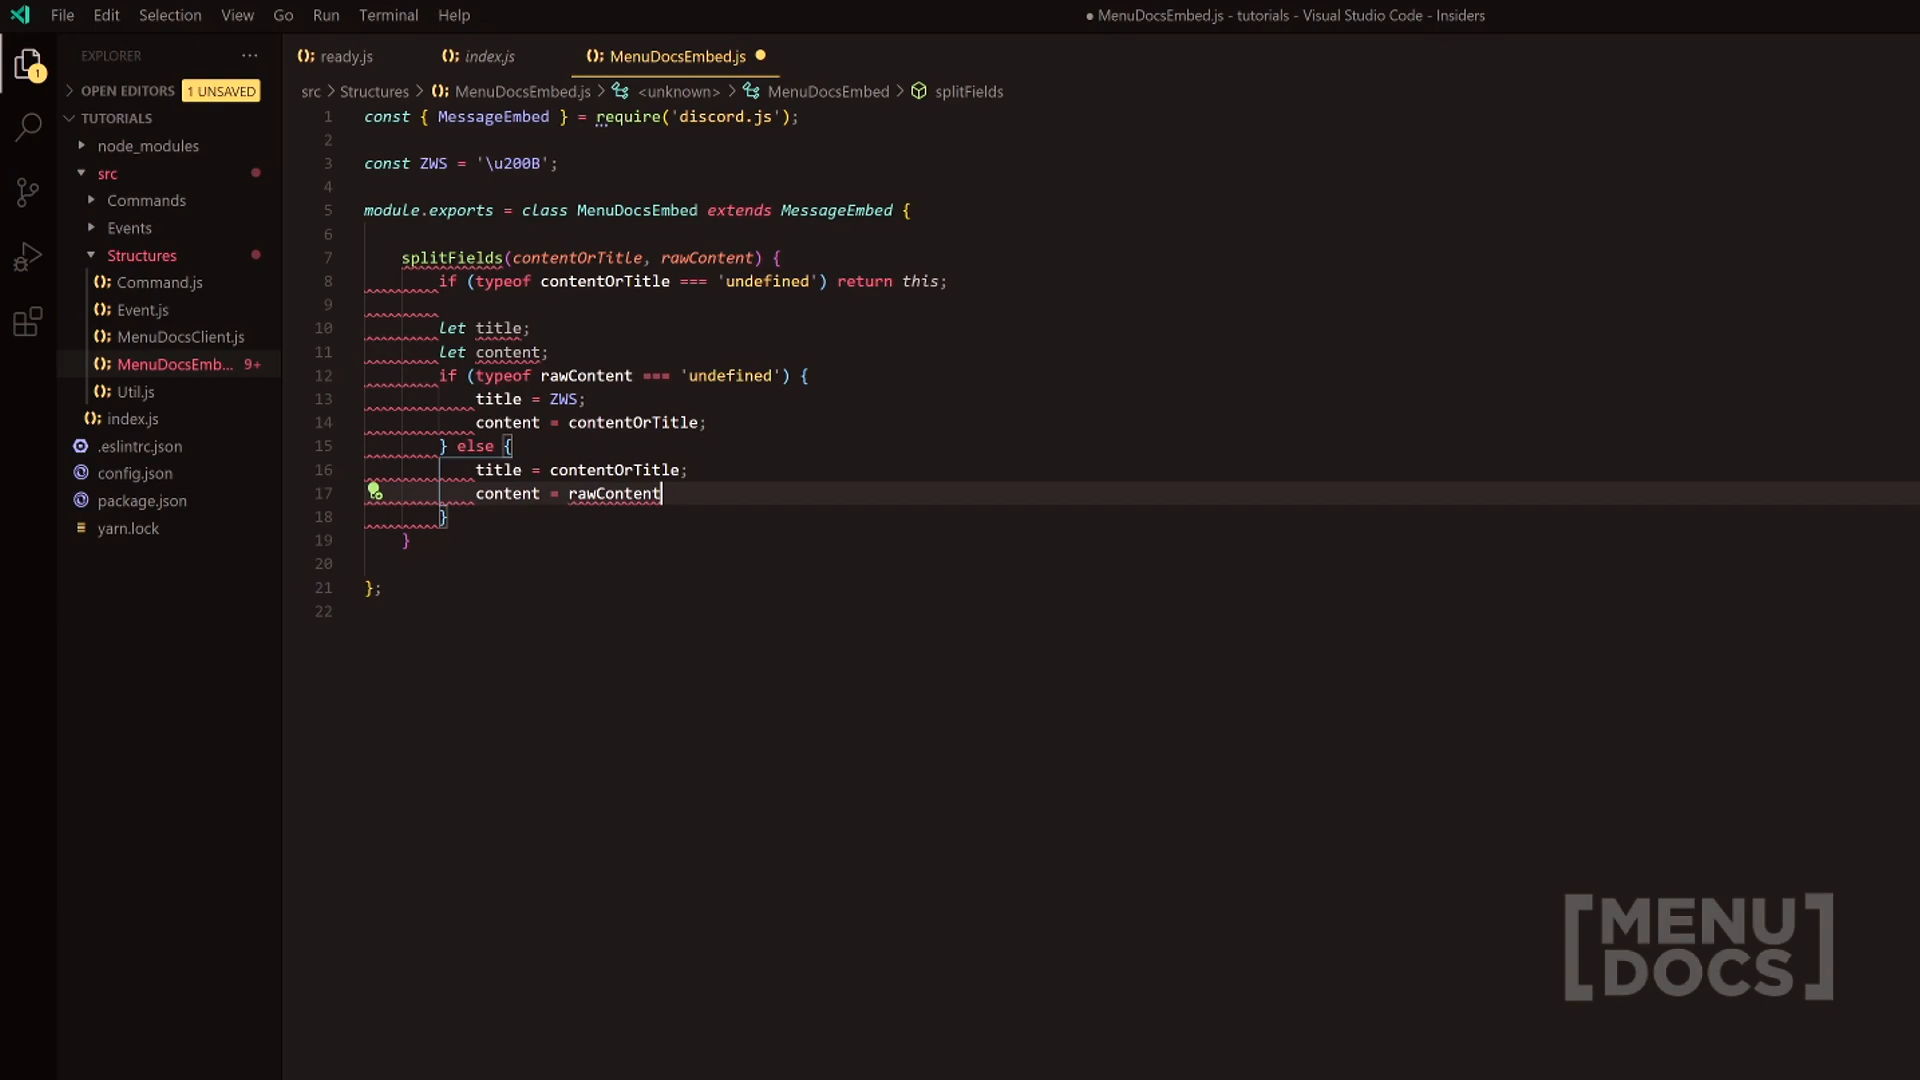 File Edit Selection View Go Run Terminal Help
● MenuDocsEmbed.js - tutorials - Visual Studio Code - Insiders
1
EXPLORER ...
OPEN EDITORS 1 UNSAVED
TUTORIALS
node_modules
src
Commands
Events
Structures
Command.js
Event.js
MenuDocsClient.js
MenuDocsEmb... 9+
Util.js
index.js
.eslintrc.json
config.json
package.json
yarn.lock
ready.js index.js MenuDocsEmbed.js ●
src > Structures > MenuDocsEmbed.js > <unknown> > MenuDocsEmbed > splitFields
1 const { MessageEmbed } = require('discord.js');
2
3 const ZWS = '\u200B';
4
5 module.exports = class MenuDocsEmbed extends MessageEmbed {
6
7 splitFields(contentOrTitle, rawContent) {
8 if (typeof contentOrTitle === 'undefined') return this;
9
10 let title;
11 let content;
12 if (typeof rawContent === 'undefined') {
13 title = ZWS;
14 content = contentOrTitle;
15 } else {
16 title = contentOrTitle;
17 content = rawContent
18 }
19 }
20
21 };
22
[MENU
DOCS]